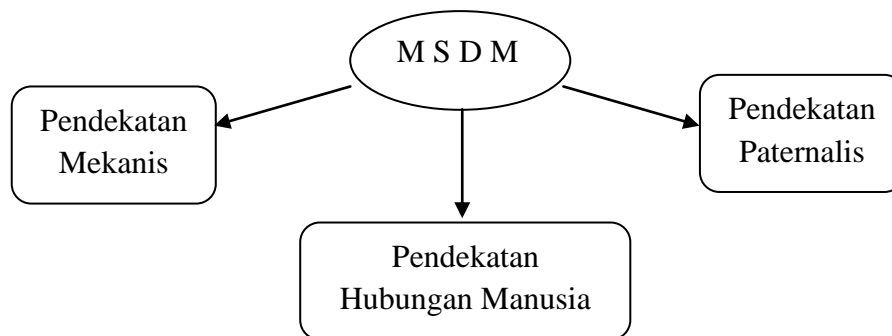 M S D M
Pendekatan
Mekanis
Pendekatan
Paternalis
Pendekatan
Hubungan Manusia